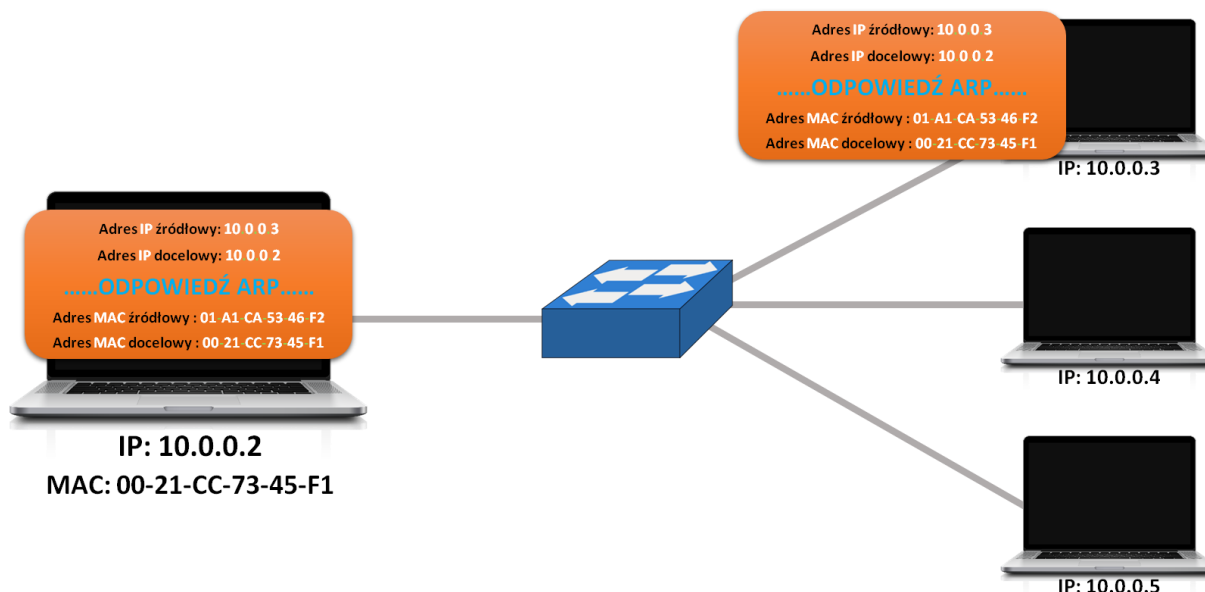 Adres IP źródłowy: 10 0 0 3
Adres IP docelowy: 10 0 0 2
......ODPOWIEDŹ ARP......
Adres MAC źródłowy : 01-A1-CA-53-46-F2
Adres MAC docelowy : 00-21-CC-73-45-F1
IP: 10.0.0.3
Adres IP źródłowy: 10 0 0 3
Adres IP docelowy: 10 0 0 2
......ODPOWIEDŹ ARP......
Adres MAC źródłowy : 01-A1-CA-53-46-F2
Adres MAC docelowy : 00-21-CC-73-45-F1
IP: 10.0.0.2
MAC: 00-21-CC-73-45-F1
IP: 10.0.0.4
IP: 10.0.0.5